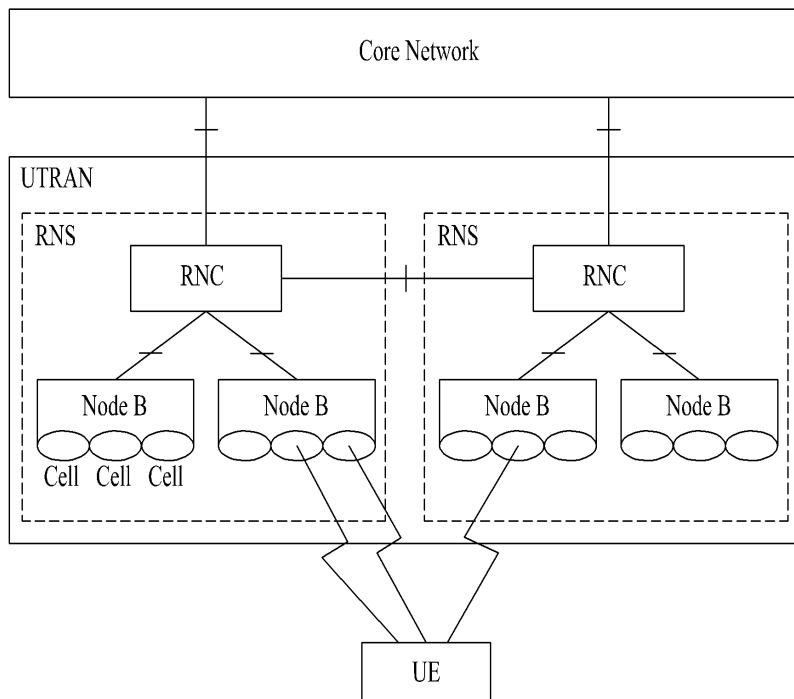 Core Network
UTRAN
RNS
RNS
RNC
RNC
Node B
Node B
Node B
Node B
Cell
Cell
Cell
UE